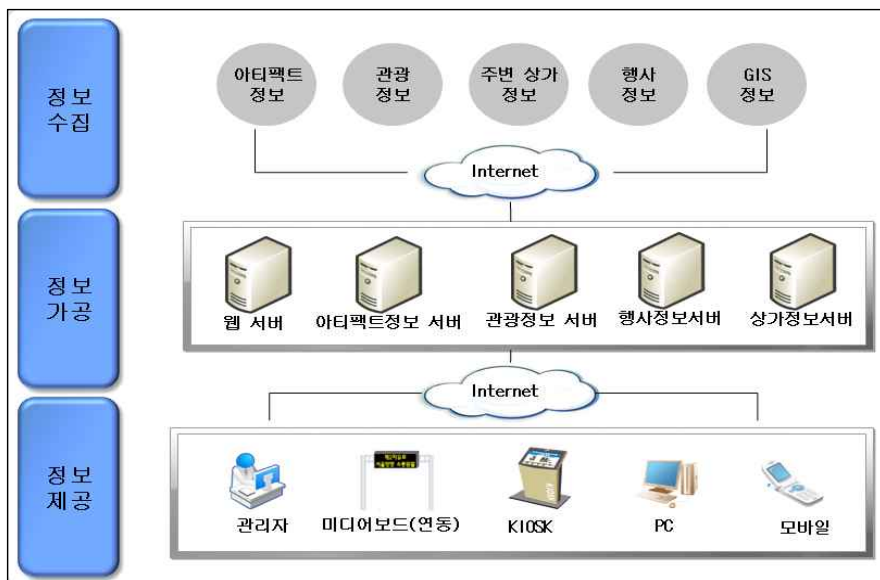 정보
수집
아티팩트
정보
관광
정보
주변 상가
정보
행사
정보
GIS
정보
Internet
정보
가공
웹 서버
아티팩트정보 서버
관광정보 서버
행사정보서버
상가정보서버
Internet
정보
제공
관리자
미디어보드(연동)
KIOSK
KIOSK
PC
모바일